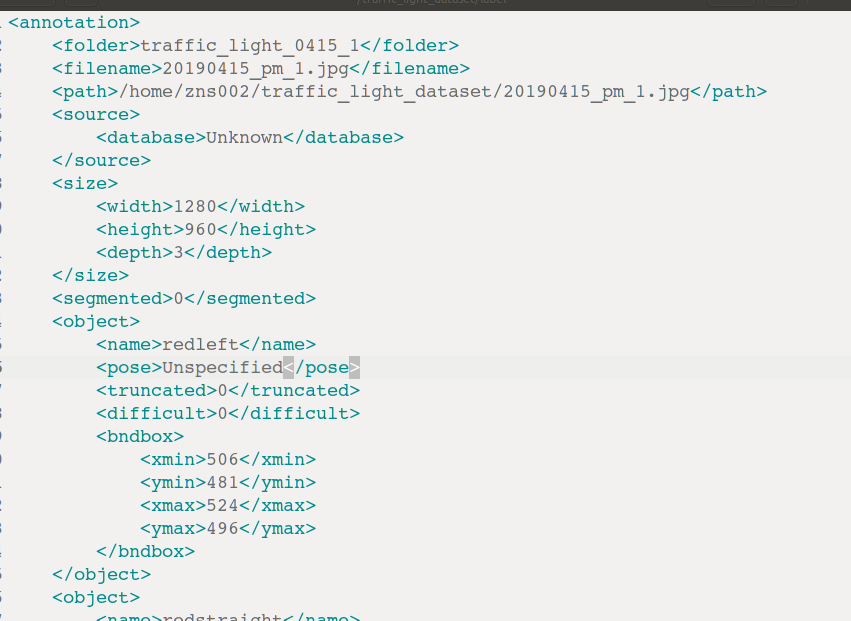 <annotation>
    <folder>traffic_light_0415_1</folder>
    <filename>20190415_pm_1.jpg</filename>
    <path>/home/zns002/traffic_light_dataset/20190415_pm_1.jpg</path>
    <source>
        <database>Unknown</database>
    </source>
    <size>
        <width>1280</width>
        <height>960</height>
        <depth>3</depth>
    </size>
    <segmented>0</segmented>
    <object>
        <name>redleft</name>
        <pose>Unspecified</pose>
        <truncated>0</truncated>
        <difficult>0</difficult>
        <bndbox>
            <xmin>506</xmin>
            <ymin>481</ymin>
            <xmax>524</xmax>
            <ymax>496</ymax>
        </bndbox>
    </object>
    <object>
        <name>redstraight</name>